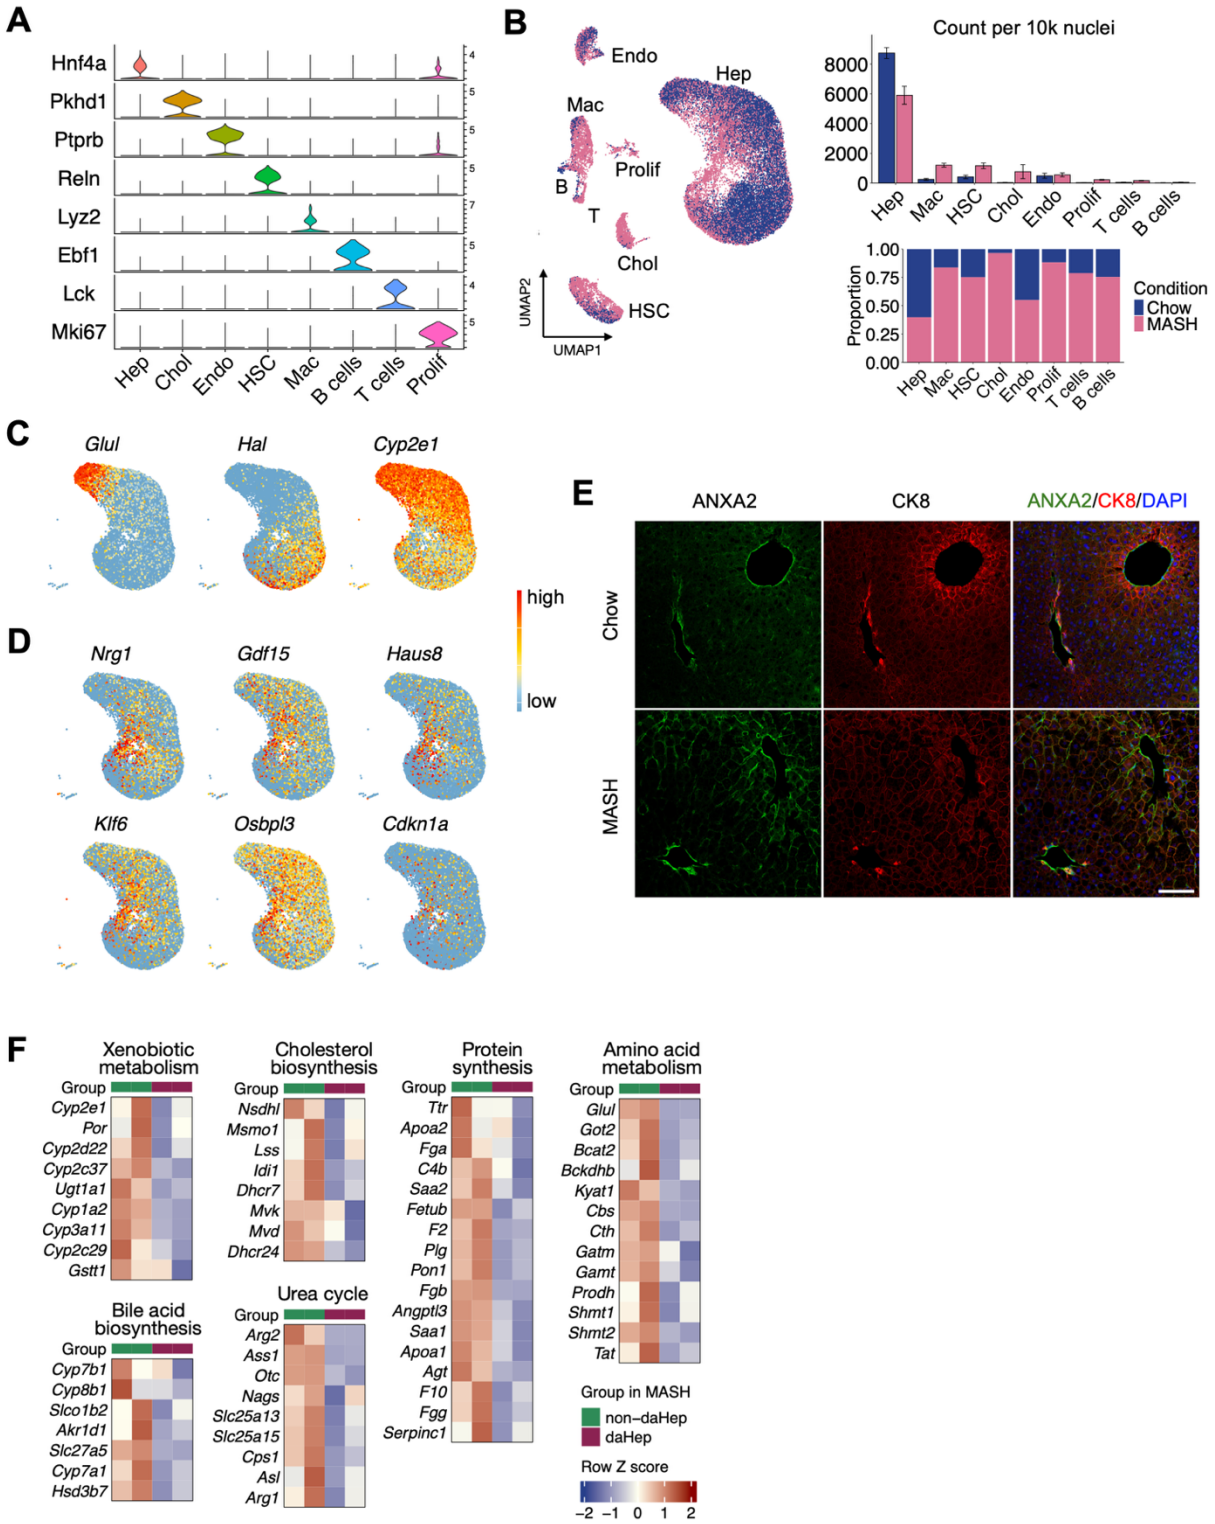 A
Hnf4a
Pkhd1
Ptprb
Reln
Lyz2
Ebf1
Lck
Mki67
4
5
5
5
7
5
4
5
Hep
Chol
Endo
HSC
Mac
B cells
T cells
Prolif
B
Endo
Hep
Mac
Prolif
B
T
Chol
HSC
UMAP2
UMAP1
Count per 10k nuclei
8000
6000
4000
2000
0
Hep
Mac
HSC
Chol
Endo
Prolif
T cells
B cells
Proportion
1.00
0.75
0.50
0.25
0.00
Hep
Mac
HSC
Chol
Endo
Prolif
T cells
B cells
Condition
Chow
MASH
C
Glul
Hal
Cyp2e1
high
low
D
Nrg1
Gdf15
Haus8
Klf6
Osbpl3
Cdkn1a
E
ANXA2
CK8
ANXA2/CK8/DAPI
Chow
MASH
F
Xenobiotic
metabolism
Group
Cyp2e1
Por
Cyp2d22
Cyp2c37
Ugt1a1
Cyp1a2
Cyp3a11
Cyp2c29
Gstt1
Bile acid
biosynthesis
Group
Cyp7b1
Cyp8b1
Slco1b2
Akr1d1
Slc27a5
Cyp7a1
Hsd3b7
Cholesterol
biosynthesis
Group
Nsdhl
Msmo1
Lss
Idi1
Dhcr7
Mvk
Mvd
Dhcr24
Urea cycle
Group
Arg2
Ass1
Otc
Nags
Slc25a13
Slc25a15
Cps1
Asl
Arg1
Protein
synthesis
Group
Ttr
Apoa2
Fga
C4b
Saa2
Fetub
F2
Plg
Pon1
Fgb
Angptl3
Saa1
Apoa1
Agt
F10
Fgg
Serpinc1
Amino acid
metabolism
Group
Glul
Got2
Bcat2
Bckdhb
Kyat1
Cbs
Cth
Gatm
Gamt
Prodh
Shmt1
Shmt2
Tat
Group in MASH
non-daHep
daHep
Row Z score
−2 −1 0 1 2